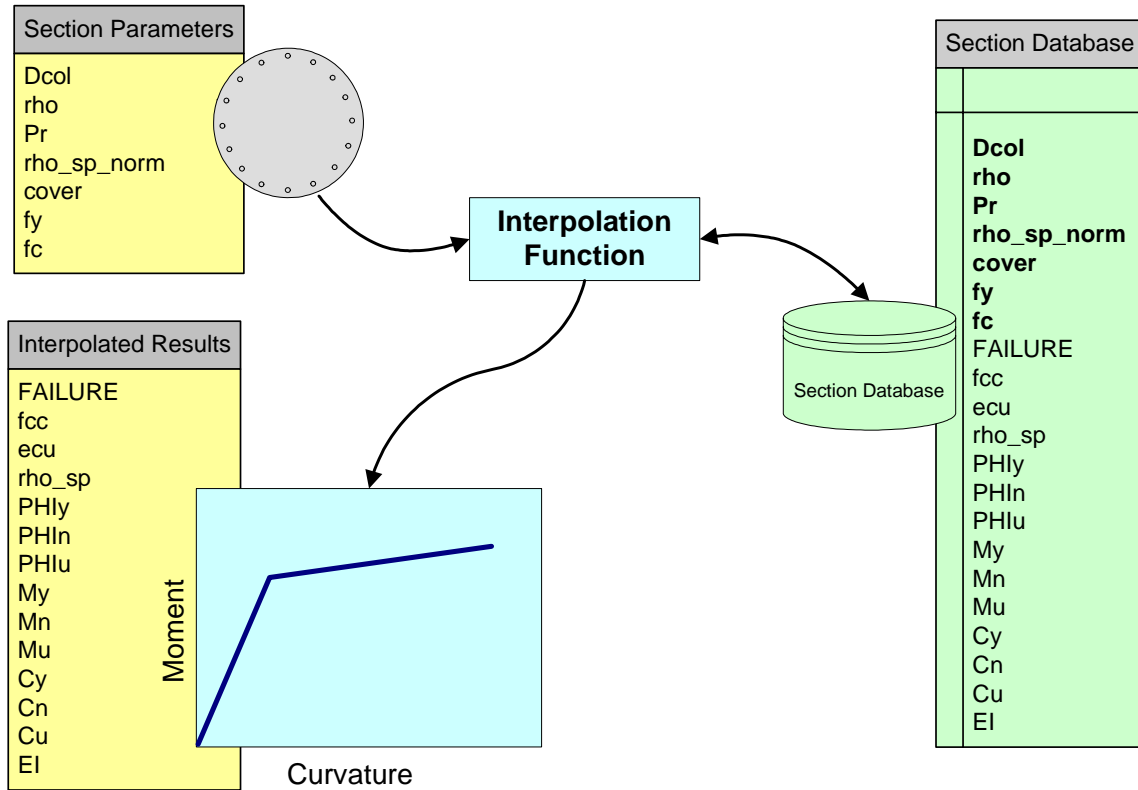 Section Parameters
Dcol
rho
Pr
rho_sp_norm
cover
fy
fc
Interpolation
Function
Section Database
Section Database
Dcol
rho
Pr
rho_sp_norm
cover
fy
fc
FAILURE
fcc
ecu
rho_sp
PHIy
PHIn
PHIu
My
Mn
Mu
Cy
Cn
Cu
EI
Interpolated Results
FAILURE
fcc
ecu
rho_sp
PHIy
PHIn
PHIu
My
Mn
Mu
Cy
Cn
Cu
EI
Moment
Curvature